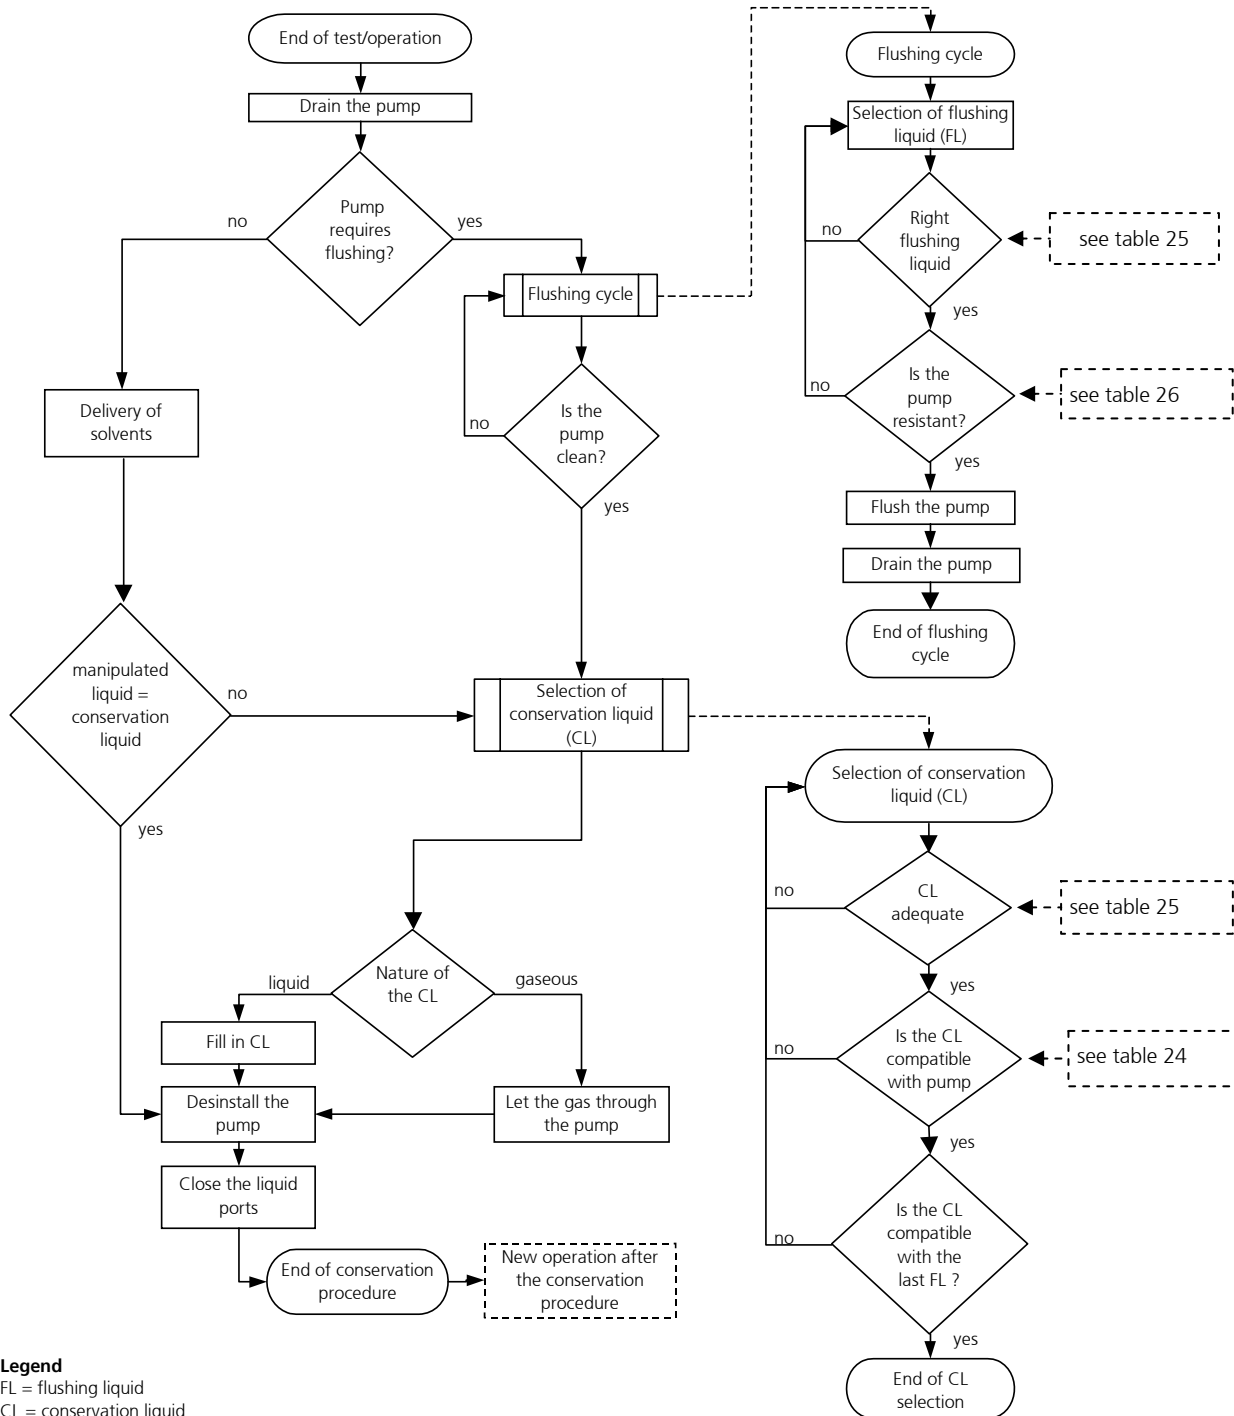 End of test/operation
Drain the pump
Pump
requires
flushing?
no
yes
Flushing cycle
Is the
pump
clean?
no
yes
Delivery of
solvents
manipulated
liquid =
conservation
liquid
no
yes
Selection of
conservation liquid
(CL)
Nature of
the CL
liquid
gaseous
Fill in CL
Desinstall the
pump
Let the gas through
the pump
Close the liquid
ports
End of conservation
procedure
New operation after
the conservation
procedure
Flushing cycle
Selection of flushing
liquid (FL)
Right
flushing
liquid
no
see table 25
yes
Is the
pump
resistant?
no
see table 26
yes
Flush the pump
Drain the pump
End of flushing
cycle
Selection of conservation
liquid (CL)
CL
adequate
no
see table 25
yes
Is the CL
compatible
with pump
no
see table 24
yes
Is the CL
compatible
with the
last FL ?
no
yes
End of CL
selection
Legend
FL = flushing liquid
CL = conservation liquid